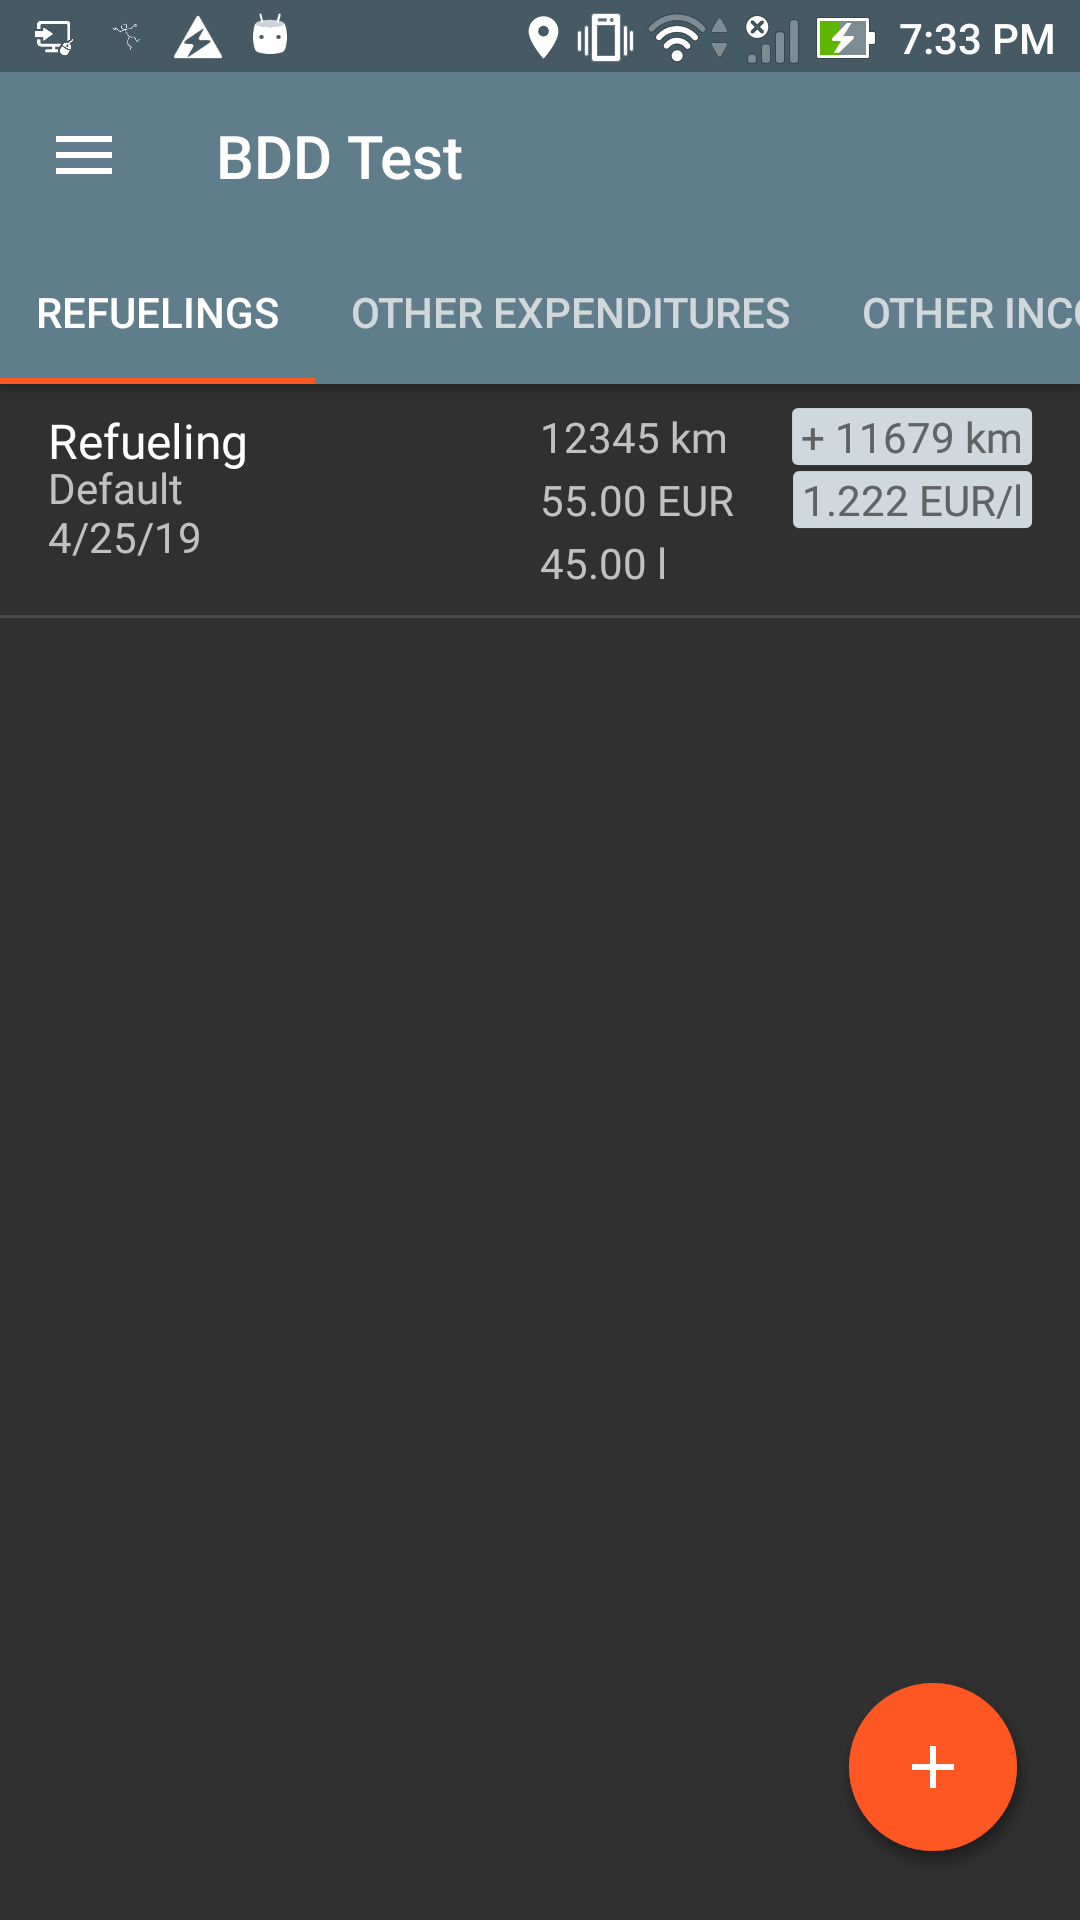 7:33 PM
BDD Test
REFUELINGS OTHER EXPENDITURES OTHER INCO
Refueling 12345 km + 11679 km
Default 55.00 EUR 1.222 EUR/l
4/25/19 45.00 l